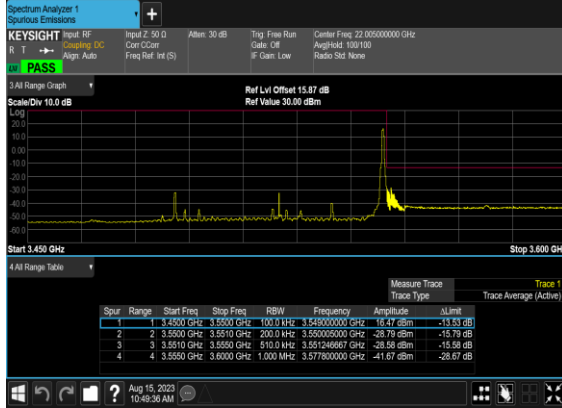 Spectrum Analyzer 1
Spurious Emissions
KEYSIGHT
R T
PASS
Input: RF
Coupling: DC
Align: Auto
Input Z: 50 Ω
Corr CCorr
Freq Ref: Int (S)
Atten: 30 dB
Trig: Free Run
Gate: Off
IF Gain: Low
Center Freq: 22.005000000 GHz
Avg|Hold: 100/100
Radio Std: None
3 All Range Graph
Ref Lvl Offset 15.87 dB
Scale/Div 10.0 dB
Ref Value 30.00 dBm
Log
20.0
10.0
0.00
-10.0
-20.0
-30.0
-40.0
-50.0
-60.0
Start 3.450 GHz
Stop 3.600 GH
4 All Range Table
Measure Trace Trace 1
Trace Type Trace Average (Active)
Spur Range Start Freq Stop Freq RBW Frequency Amplitude ΔLimit
1 1 3.4500 GHz 3.5500 GHz 100.0 kHz 3.549000000 GHz 16.47 dBm -13.53 dB
2 2 3.5500 GHz 3.5510 GHz 200.0 kHz 3.550005000 GHz -28.79 dBm -15.79 dB
3 3 3.5510 GHz 3.5550 GHz 510.0 kHz 3.551246667 GHz -28.58 dBm -15.58 dB
4 4 3.5550 GHz 3.6000 GHz 1.000 MHz 3.577800000 GHz -41.67 dBm -28.67 dB
?
Aug 15, 2023
10:49:36 AM